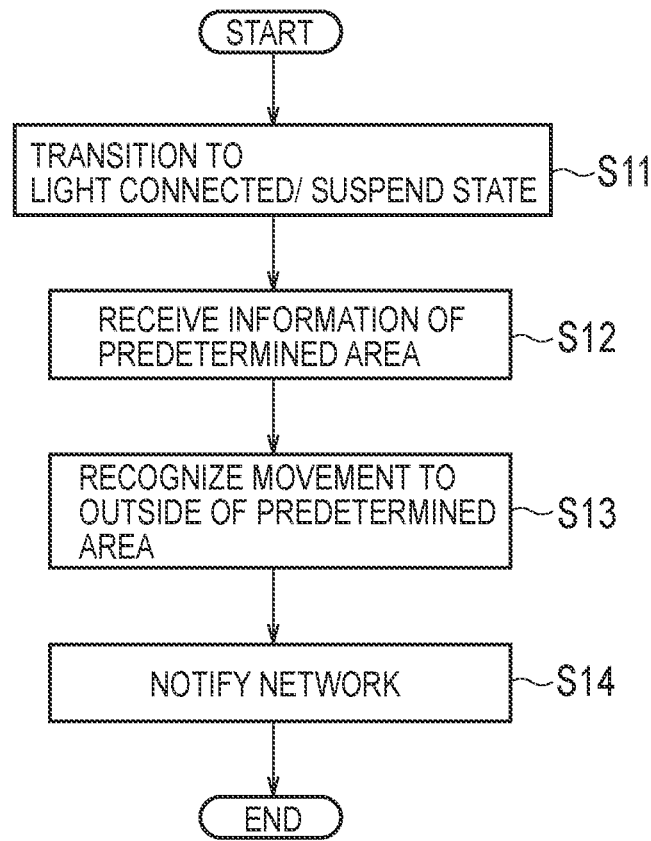 START
TRANSITION TO
LIGHT CONNECTED/ SUSPEND STATE
S11
RECEIVE INFORMATION OF
PREDETERMINED AREA
S12
RECOGNIZE MOVEMENT TO
OUTSIDE OF PREDETERMINED
AREA
S13
NOTIFY NETWORK
S14
END